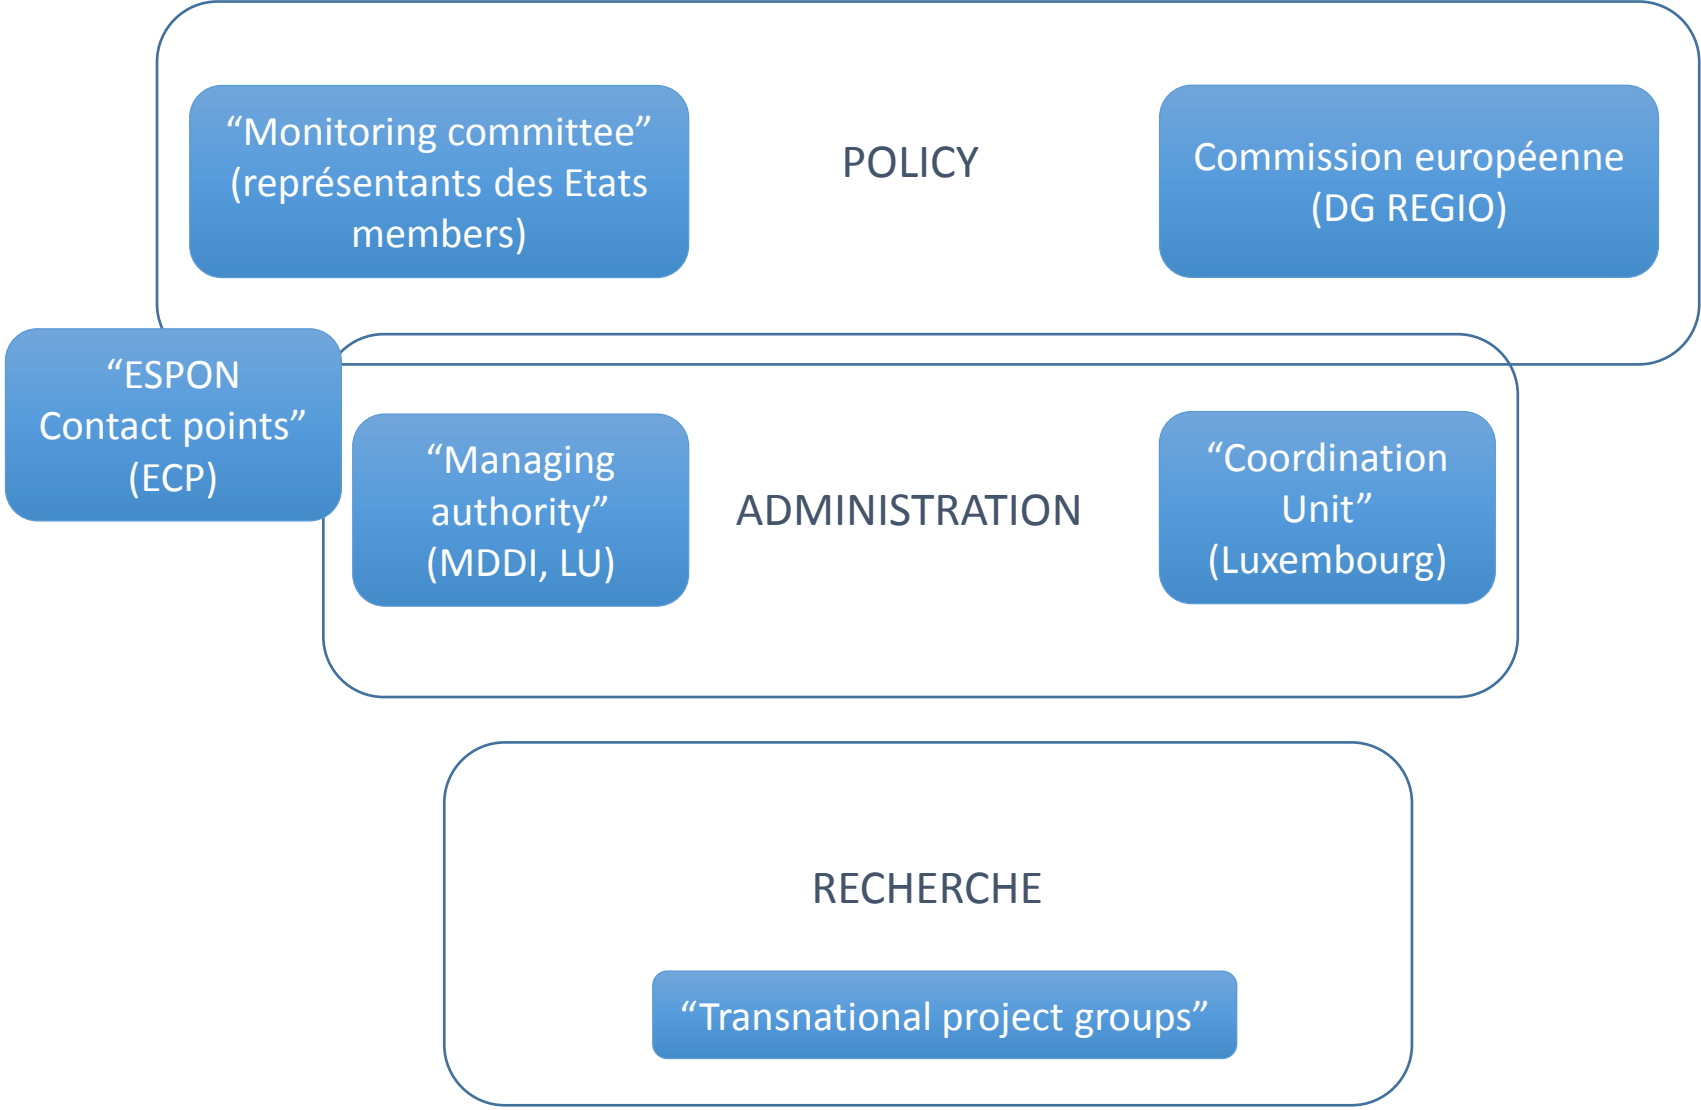 “Monitoring committee”
(représentants des Etats
members)
POLICY
Commission européenne
(DG REGIO)
“ESPON
Contact points”
(ECP)
“Managing
authority”
(MDDI, LU)
ADMINISTRATION
“Coordination
Unit”
(Luxembourg)
RECHERCHE
“Transnational project groups”